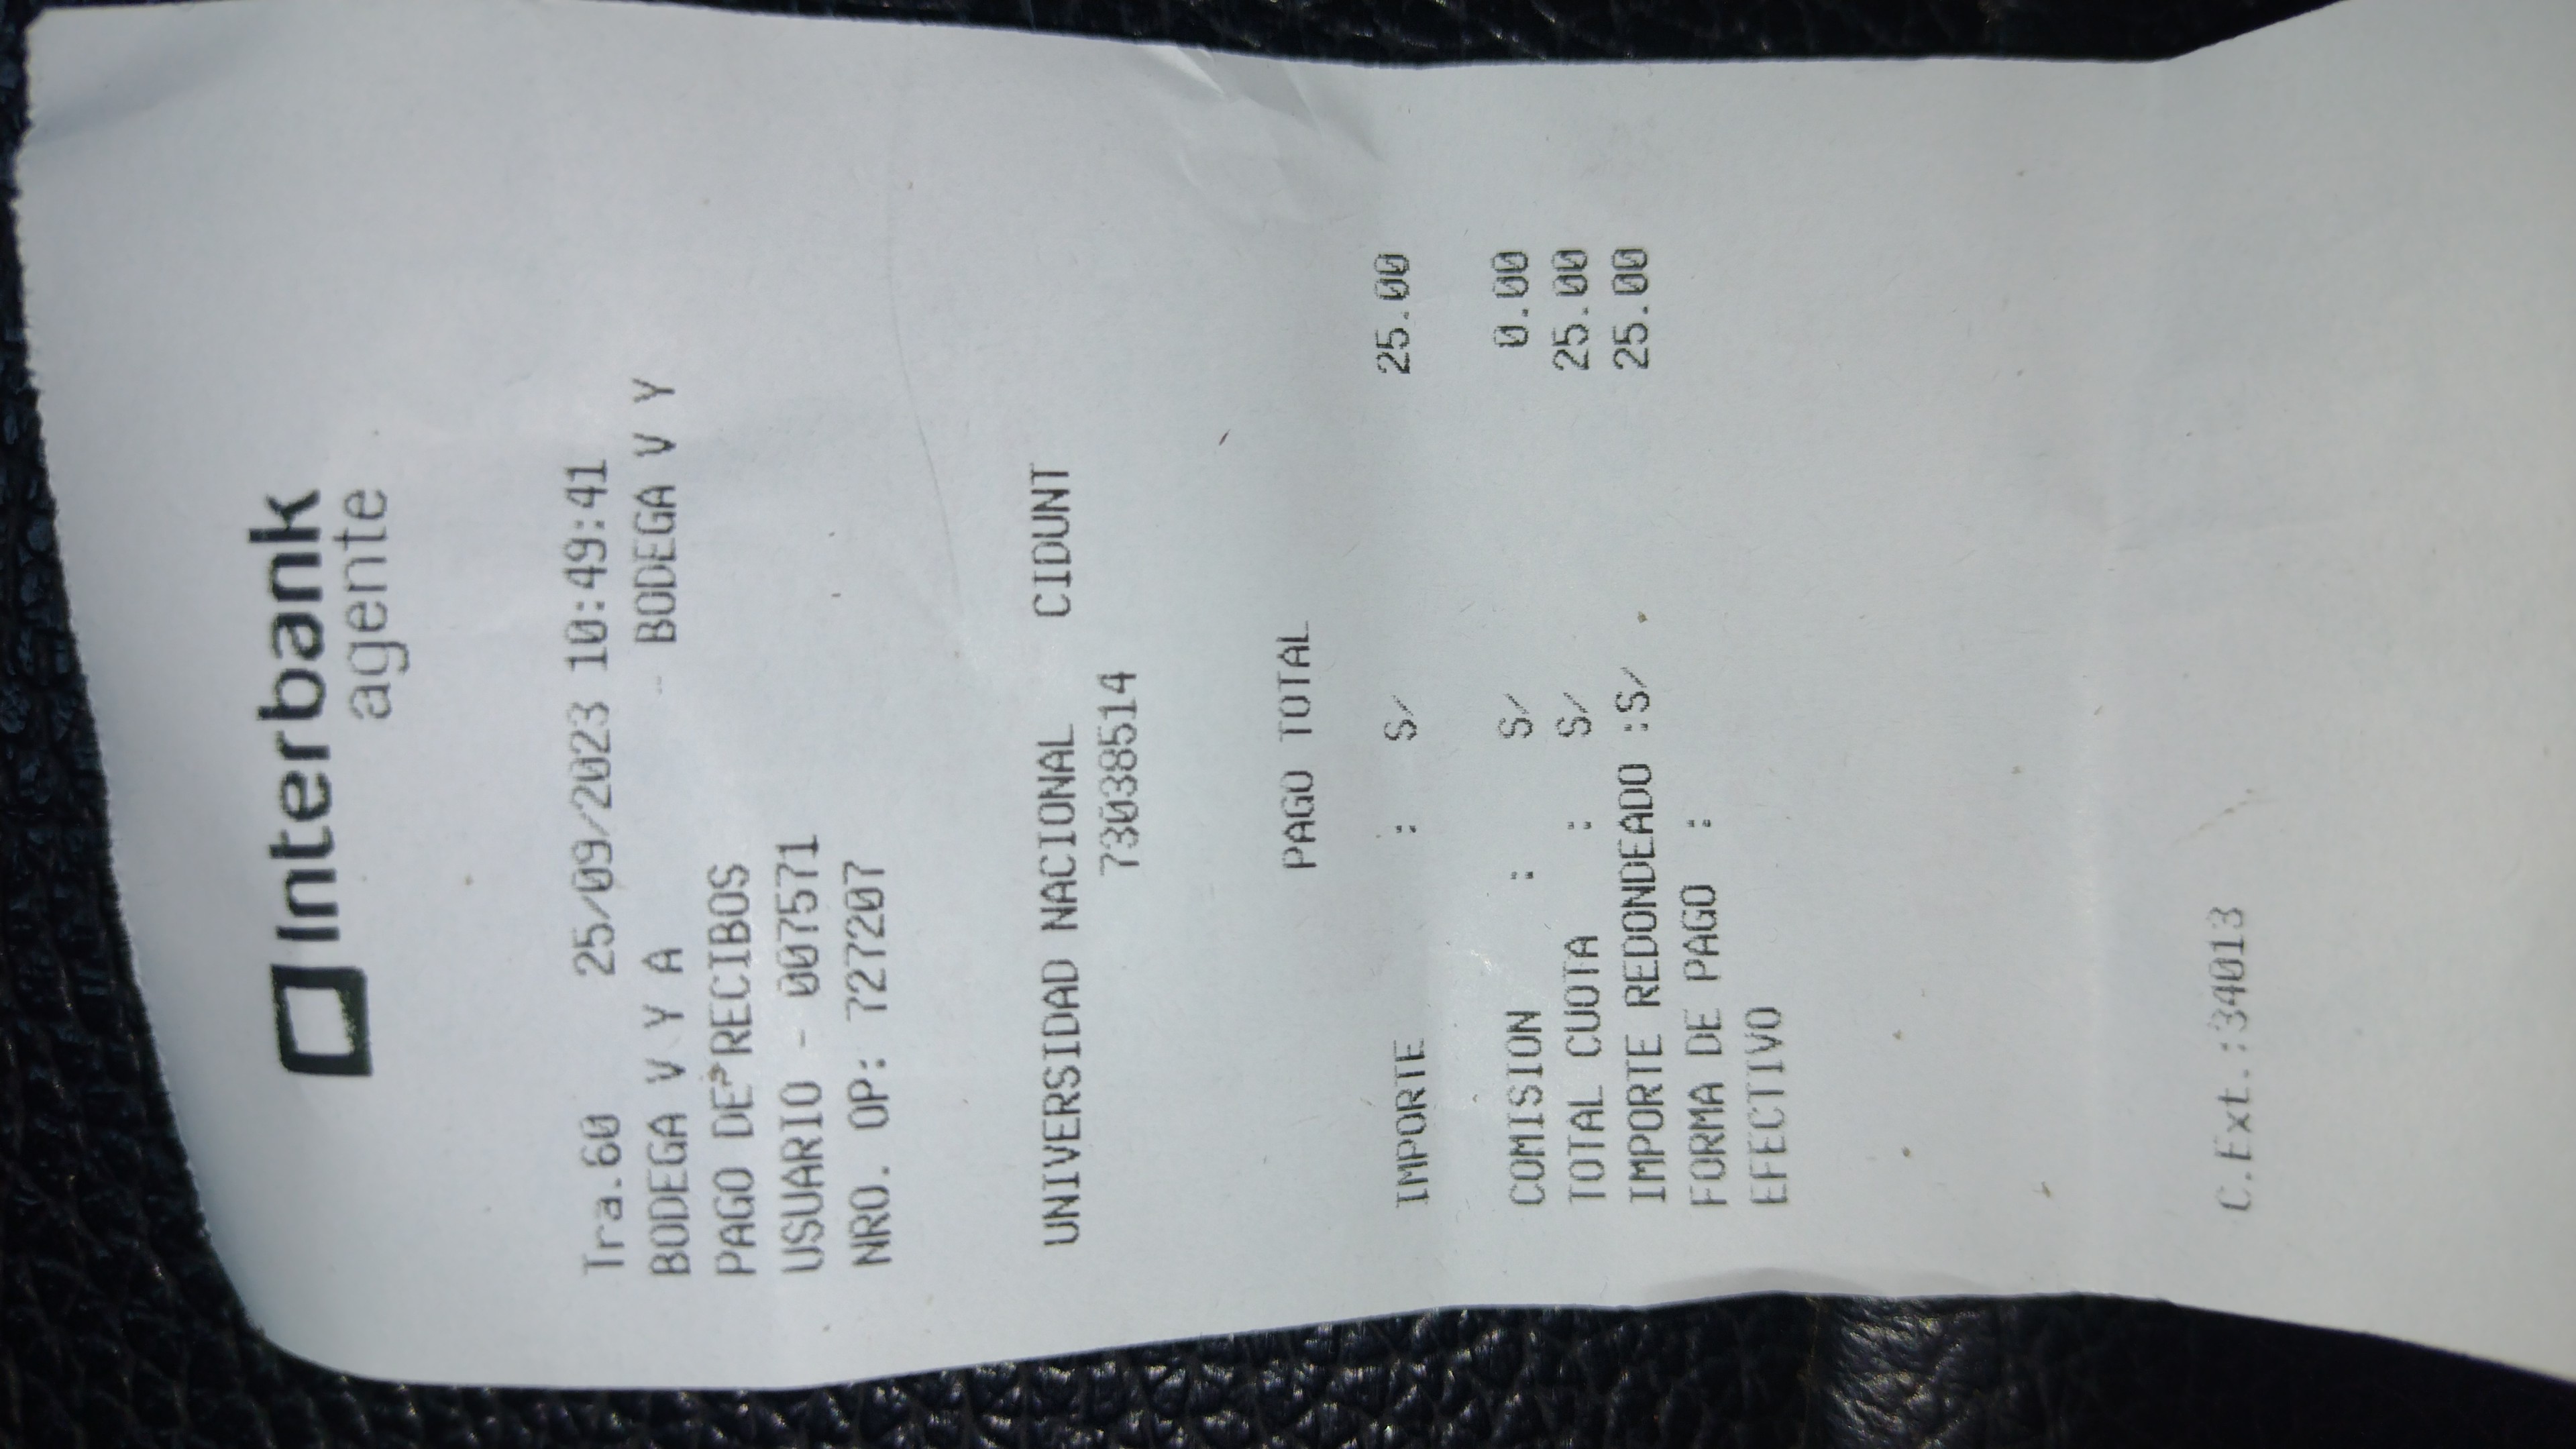 Interbank
agente
Tra.60 25/09/2023 10:49:41
BODEGA V Y A - BODEGA V Y
PAGO DE RECIBOS
USUARIO - 0075571
NRO. OP: 727207
UNIVERSIDAD NACIONAL CIDUNT
73038514
PAGO TOTAL
IMPORTE : S/ 25.00
COMISION : S/ 0.00
TOTAL CUOTA : S/ 25.00
IMPORTE REDONDEADO :S/ 25.00
FORMA DE PAGO :
EFECTIVO
C.Ext.:34013